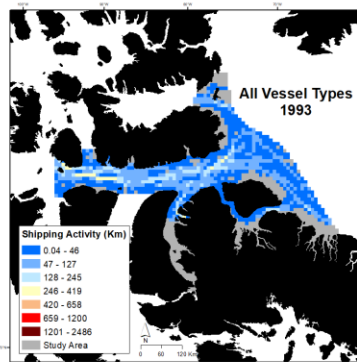 All Vessel Types
1993
Shipping Activity (Km)
0.04 - 46
47 - 127
128 - 245
246 - 419
420 - 658
659 - 1200
1201 - 2486
Study Area
N
0
60
120 Km